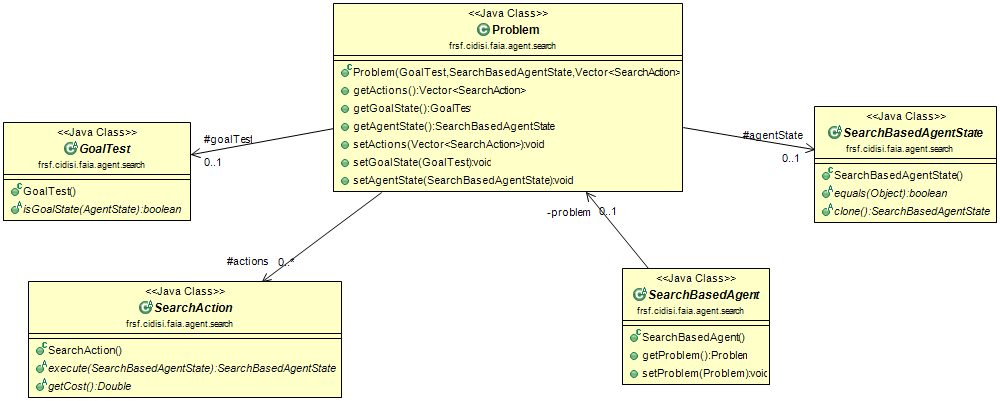 <<Java Class>>
Problem
frsf.cidisi.faia.agent.search
Problem(GoalTest,SearchBasedAgentState,Vector<SearchAction>
getActions():Vector<SearchAction>
getGoalState():GoalTes
getAgentState():SearchBasedAgentState
setActions(Vector<SearchAction>):void
setGoalState(GoalTest):void
setAgentState(SearchBasedAgentState):void
<<Java Class>>
GoalTest
frsf.cidisi.faia.agent.search
GoalTest()
isGoalState(AgentState):boolean
#goalTest
0..1
#agentState
0..1
<<Java Class>>
SearchBasedAgentState
frsf.cidisi.faia.agent.search
SearchBasedAgentState()
equals(Object):boolean
clone():SearchBasedAgentState
-problem
0..1
#actions
0..*
<<Java Class>>
SearchAction
frsf.cidisi.faia.agent.search
SearchAction()
execute(SearchBasedAgentState):SearchBasedAgentState
getCost():Double
<<Java Class>>
SearchBasedAgent
frsf.cidisi.faia.agent.search
SearchBasedAgent()
getProblem():Problem
setProblem(Problem):void